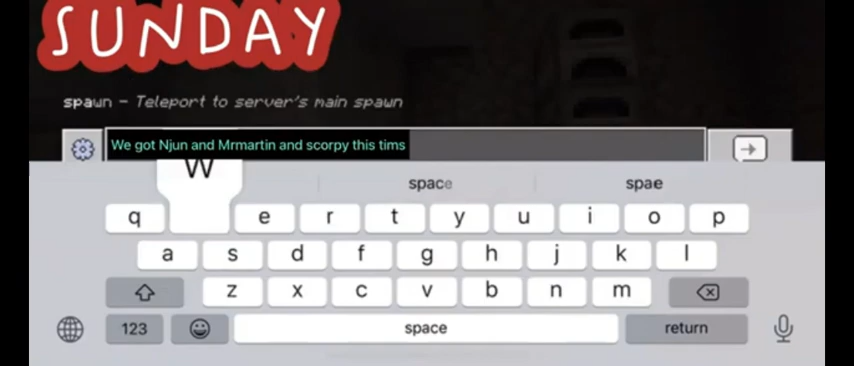 SUNDAY
spawn - Teleport to server's main spawn
We got Njun and Mrmartin and scorpy this tims
W
space spae
q e r t y u i o p
a s d f g h j k l
z x c v b n m
123 space return